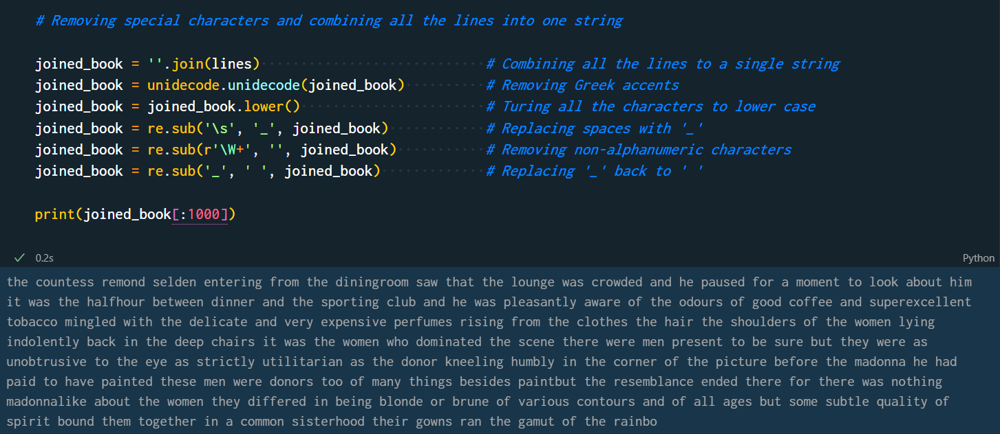 # Removing special characters and combining all the lines into one string
joined_book = ''.join(lines) # Combining all the lines to a single string
joined_book = unidecode.unidecode(joined_book) # Removing Greek accents
joined_book = joined_book.lower() # Turing all the characters to lower case
joined_book = re.sub('\s', '_', joined_book) # Replacing spaces with '_'
joined_book = re.sub(r'\W+', '', joined_book) # Removing non-alphanumeric characters
joined_book = re.sub('_', ' ', joined_book) # Replacing '_' back to ' '
print(joined_book[:1000])
0.2s Python
the countess remond selden entering from the diningroom saw that the lounge was crowded and he paused for a moment to look about him
it was the halfhour between dinner and the sporting club and he was pleasantly aware of the odours of good coffee and superexcellent
tobacco mingled with the delicate and very expensive perfumes rising from the clothes the hair the shoulders of the women lying
indolently back in the deep chairs it was the women who dominated the scene there were men present to be sure but they were as
unobtrusive to the eye as strictly utilitarian as the donor kneeling humbly in the corner of the picture before the madonna he had
paid to have painted these men were donors too of many things besides paintbut the resemblance ended there for there was nothing
madonnalike about the women they differed in being blonde or brune of various contours and of all ages but some subtle quality of
spirit bound them together in a common sisterhood their gowns ran the gamut of the rainbo